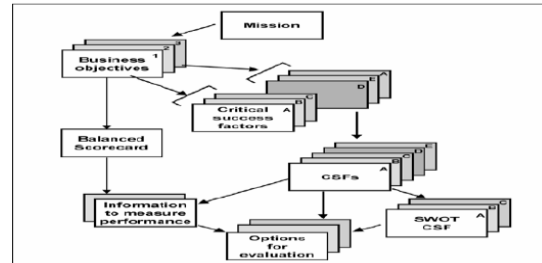 Mission
3
2
1
Business
objectives
A
E
D
C
B
A
Critical
success
factors
Balanced
Scorecard
E
D
C
B
A
CSFs
Information
to measure
performance
C
B
A
SWOT
CSF
Options
for
evaluation